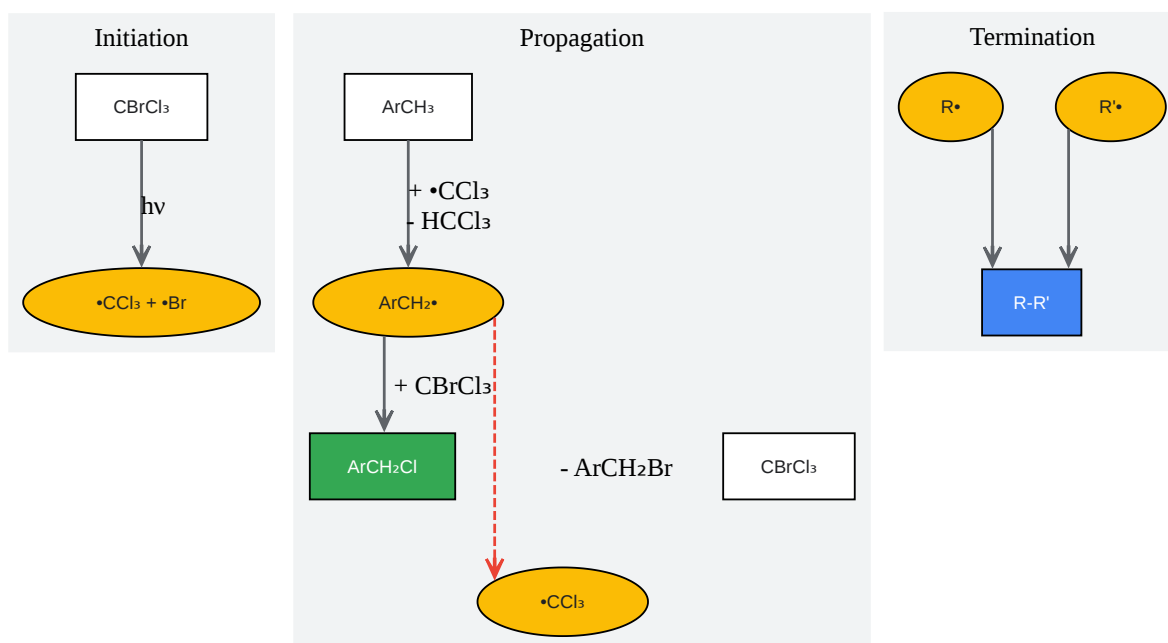 Initiation
CBrCl₃
hν
•CCl₃ + •Br
Propagation
ArCH₃
+ •CCl₃
- HCCl₃
ArCH₂•
+ CBrCl₃
ArCH₂Cl
- ArCH₂Br
CBrCl₃
•CCl₃
Termination
R•
R'•
R-R'